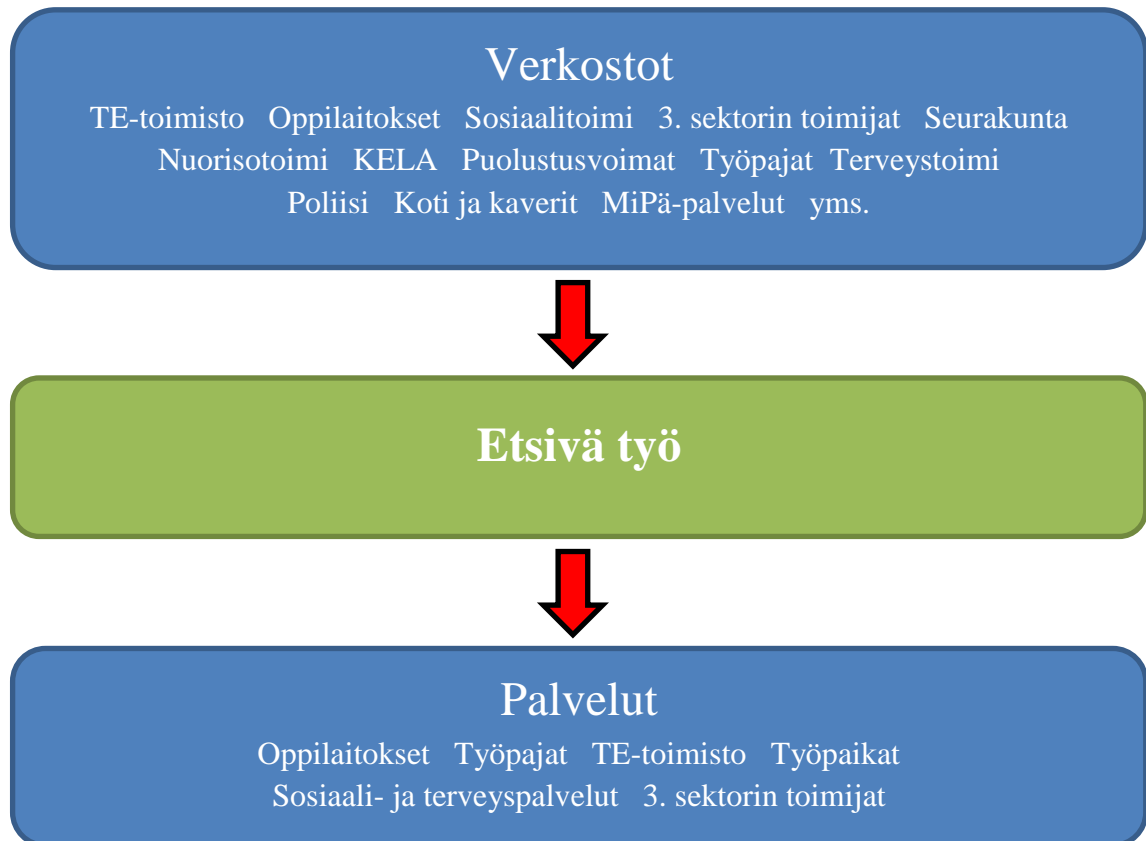 Verkostot
TE-toimisto Oppilaitokset Sosiaalitoimi 3. sektorin toimijat Seurakunta
Nuorisotoimi KELA Puolustusvoimat Työpajat Terveystoimi
Poliisi Koti ja kaverit MiPä-palvelut yms.
Etsivä työ
Palvelut
Oppilaitokset Työpajat TE-toimisto Työpaikat
Sosiaali- ja terveyspalvelut 3. sektorin toimijat